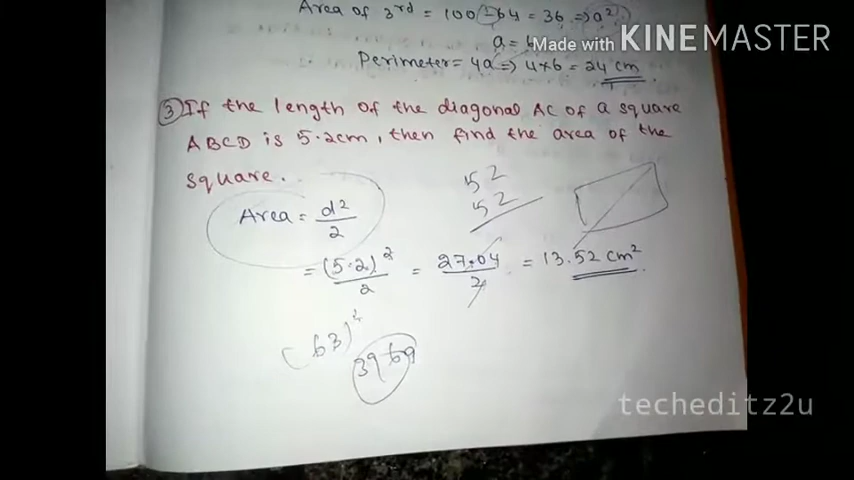 Area of 3rd = 100 - 64 = 36 => a²
a = 6
Made with KINEMASTER
Perimeter = 4a => 4×6 = 24 cm
③ If the length of the diagonal AC of a square
ABCD is 5.2cm, then find the area of the
square.
52
52
Area = d²/2
= (5.2)²/2 = 27.04/2 = 13.52 cm²
(63)²
3969
techeditz2u